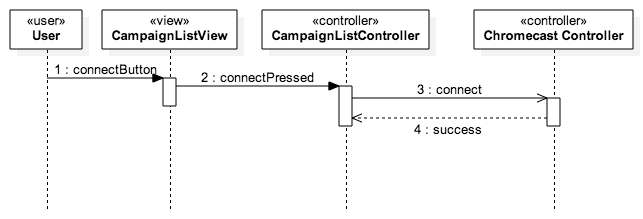 «user»
User
«view»
CampaignListView
«controller»
CampaignListController
«controller»
Chromecast Controller
1 : connectButton
2 : connectPressed
3 : connect
4 : success